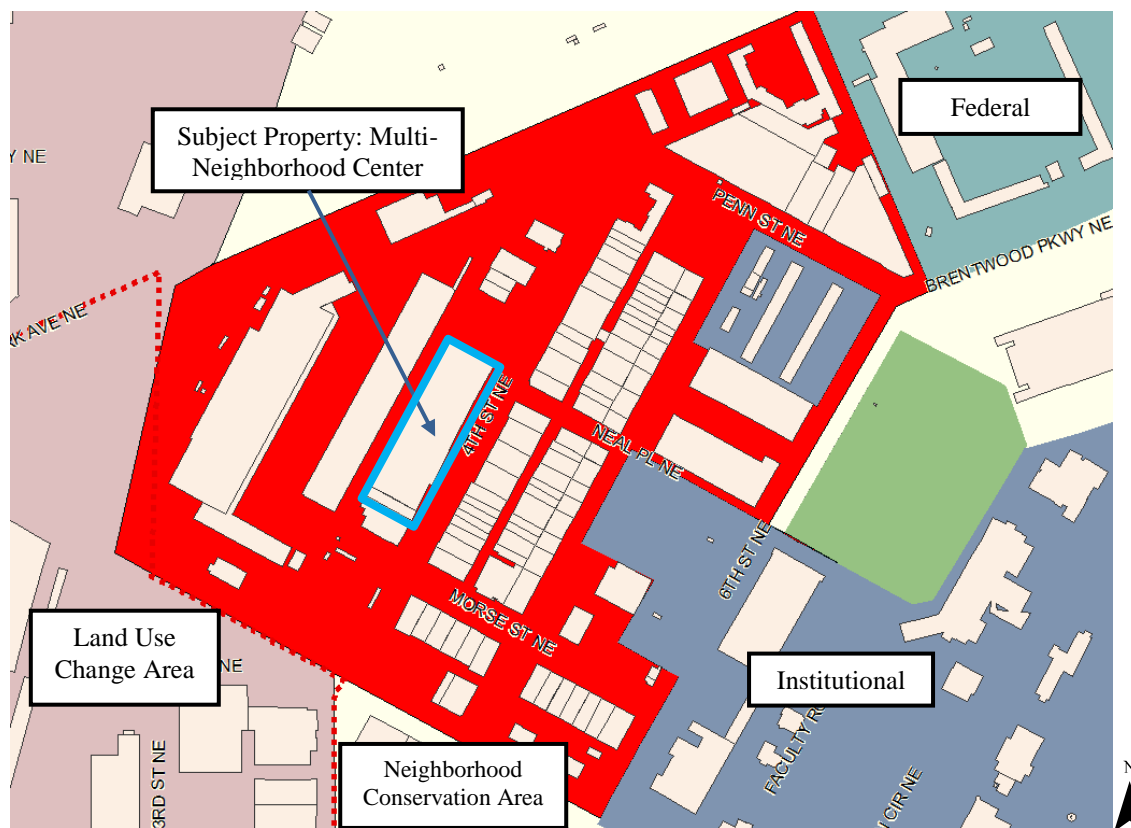 Federal
Subject Property: Multi-
Neighborhood Center
Y NE
PENN ST NE
BRENTWOOD PKWY NE
RK AVE NE
4TH ST NE
NEAL PL NE
6TH ST NE
MORSE ST NE
Land Use
Change Area
NE
Institutional
FACULTY RO
Neighborhood
Conservation Area
3RD ST NE
CIR NE
N